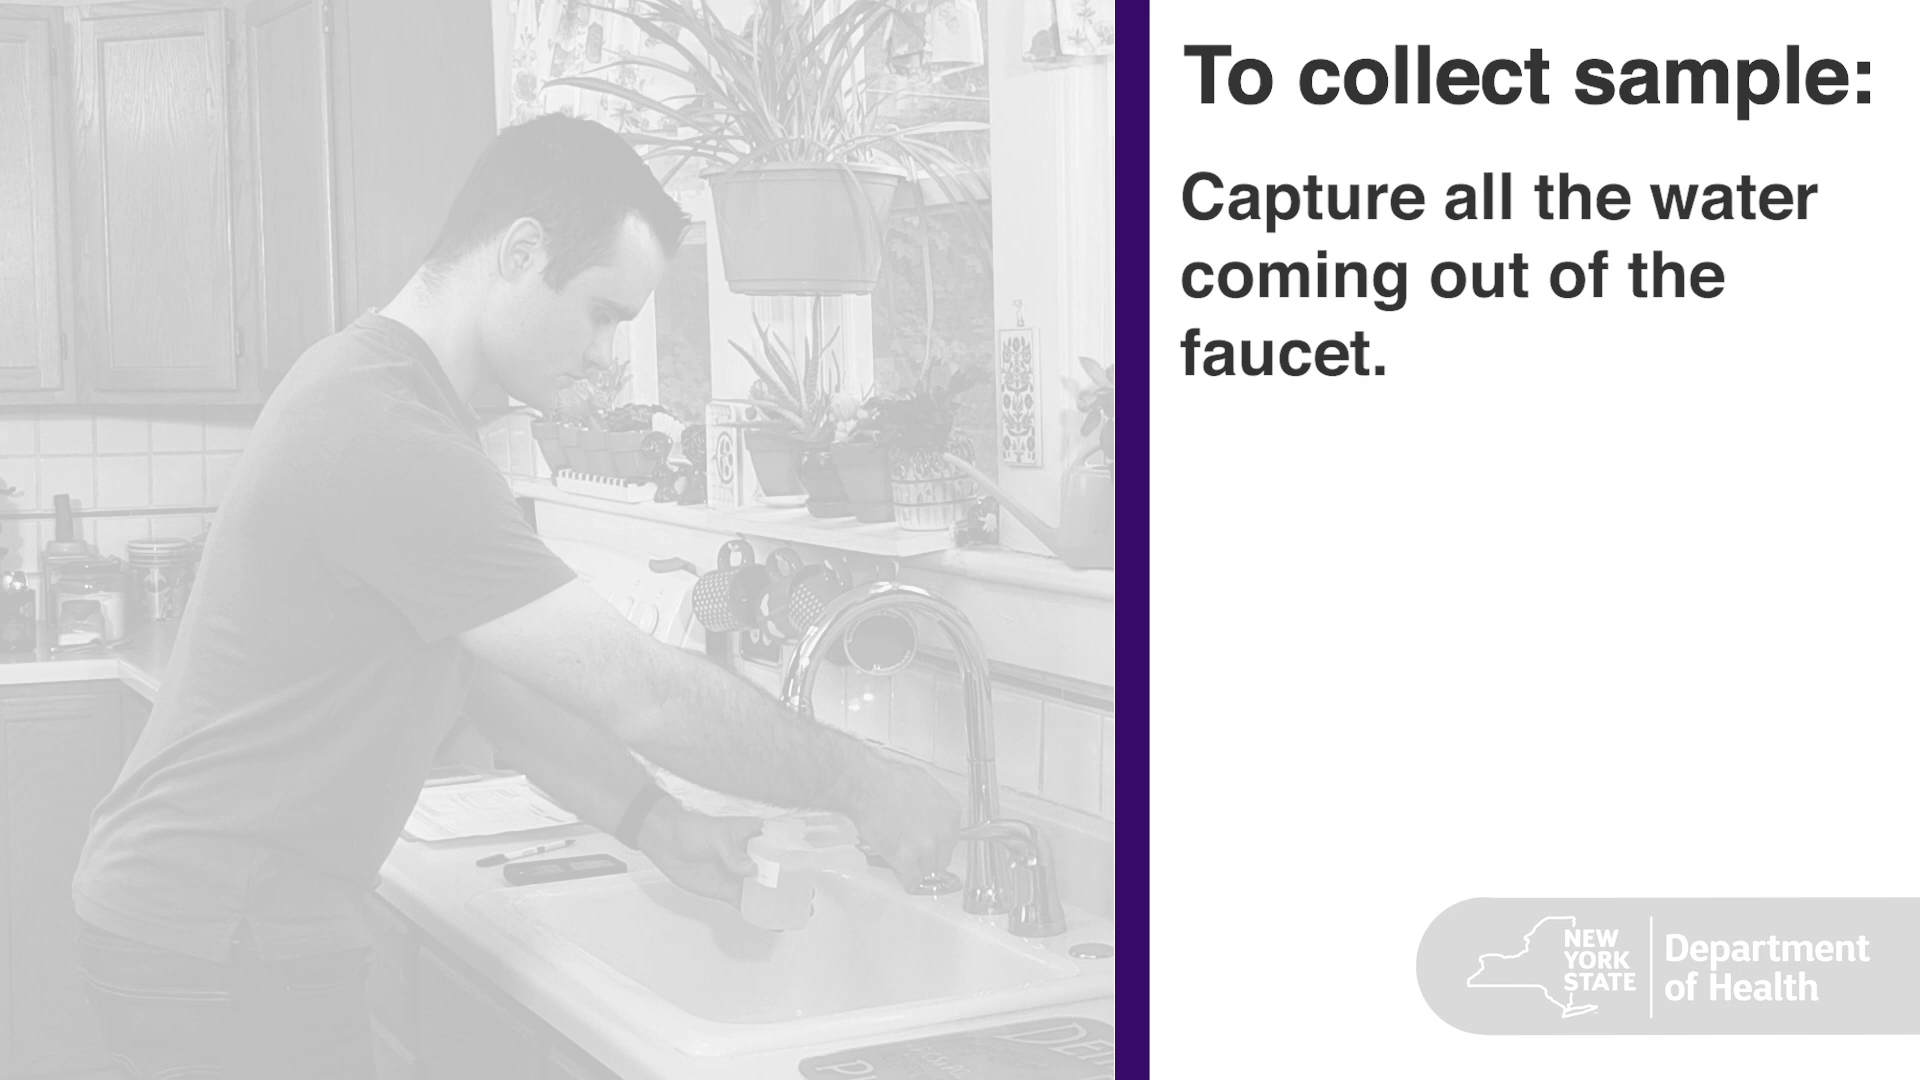 To collect sample:
Capture all the water
coming out of the
faucet.
NEW
YORK
STATE
Department
of Health